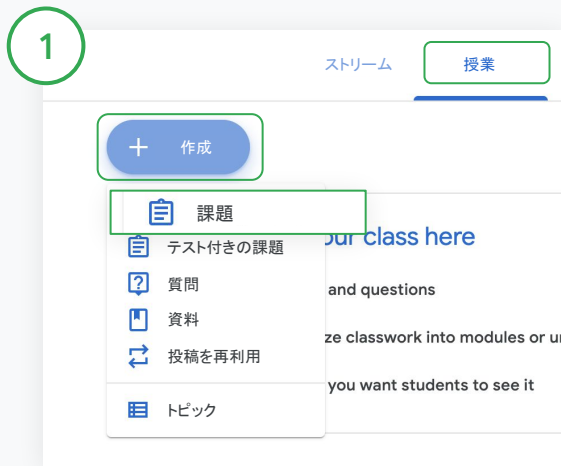 1
ストリーム 授業
作成
課題
our class here
テスト付きの課題
質問
and questions
資料
ze classwork into modules or
投稿を再利用
you want students to see it
トピック